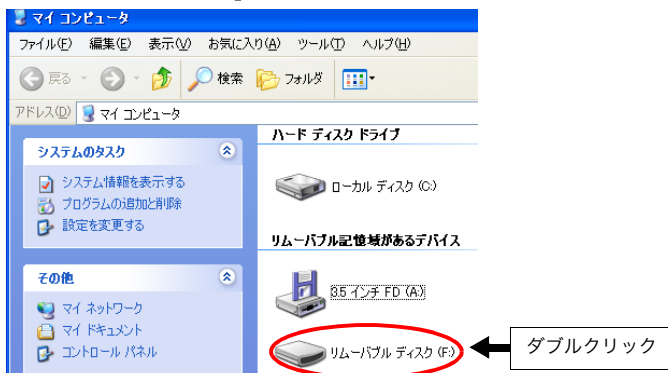 マイ コンピュータ
ファイル(F) 編集(E) 表示(V) お気に入り(A) ツール(T) ヘルプ(H)
戻る 検索 フォルダ
アドレス(D) マイ コンピュータ
システムのタスク
システム情報を表示する
プログラムの追加と削除
設定を変更する
その他
マイ ネットワーク
マイ ドキュメント
コントロール パネル
ハード ディスク ドライブ
ローカル ディスク (C:)
リムーバブル記憶域があるデバイス
3.5 インチ FD (A:)
リムーバブル ディスク (F:)
ダブルクリック